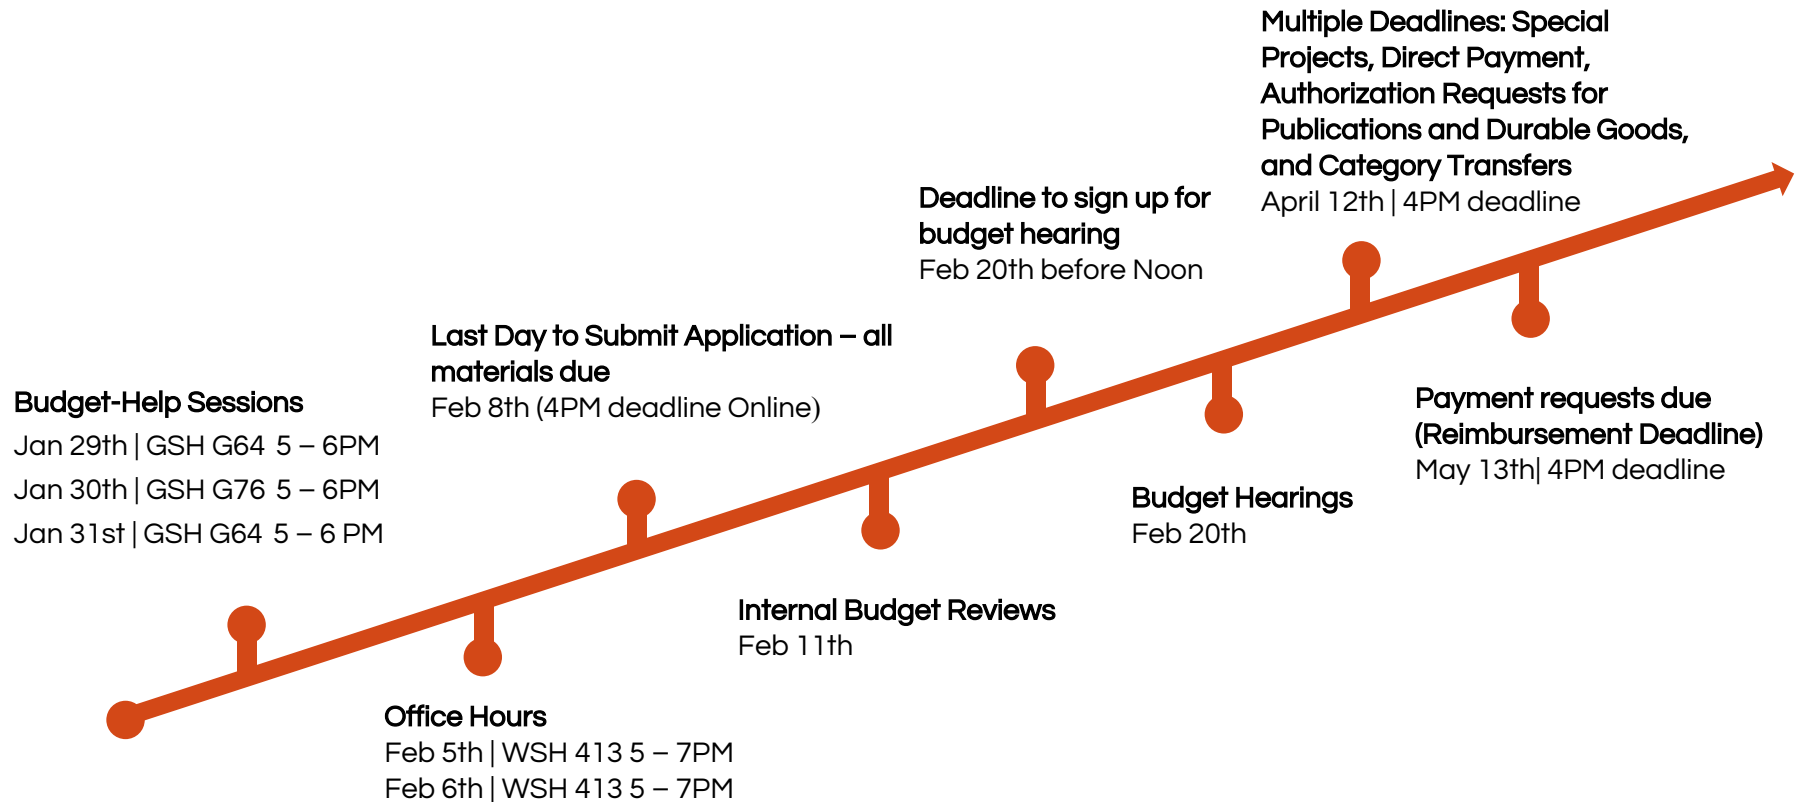 Budget-Help Sessions
Jan 29th | GSH G64 5 – 6PM
Jan 30th | GSH G76 5 – 6PM
Jan 31st | GSH G64 5 – 6 PM
Office Hours
Feb 5th | WSH 413 5 – 7PM
Feb 6th | WSH 413 5 – 7PM
Last Day to Submit Application – all
materials due
Feb 8th (4PM deadline Online)
Internal Budget Reviews
Feb 11th
Deadline to sign up for
budget hearing
Feb 20th before Noon
Budget Hearings
Feb 20th
Multiple Deadlines: Special
Projects, Direct Payment,
Authorization Requests for
Publications and Durable Goods,
and Category Transfers
April 12th | 4PM deadline
Payment requests due
(Reimbursement Deadline)
May 13th| 4PM deadline